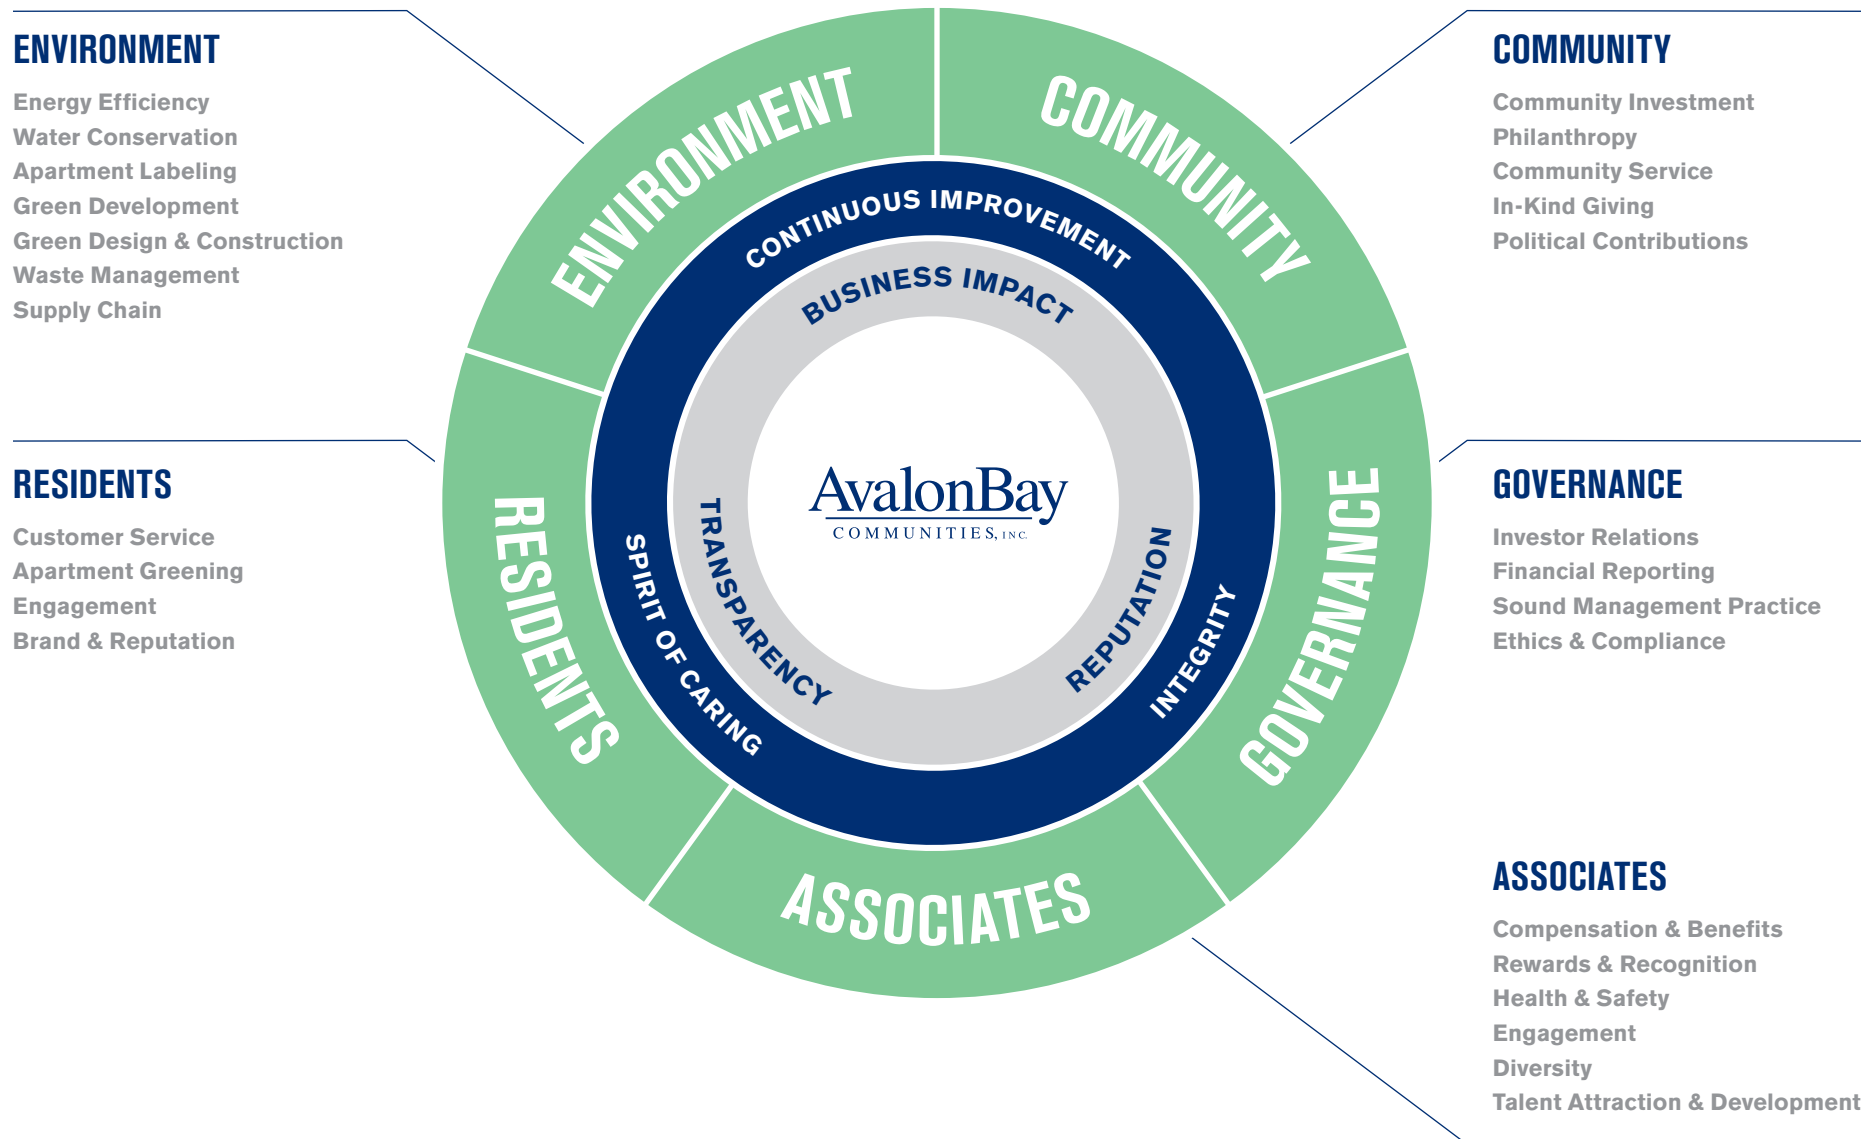 ENVIRONMENT
Energy Efficiency
Water Conservation
Apartment Labeling
Green Development
Green Design & Construction
Waste Management
Supply Chain
RESIDENTS
Customer Service
Apartment Greening
Engagement
Brand & Reputation
ENVIRONMENT
COMMUNITY
GOVERNANCE
ASSOCIATES
RESIDENTS
CONTINUOUS IMPROVEMENT
INTEGRITY
SPIRIT OF CARING
BUSINESS IMPACT
REPUTATION
TRANSPARENCY
AvalonBay
COMMUNITIES, INC.
COMMUNITY
Community Investment
Philanthropy
Community Service
In-Kind Giving
Political Contributions
GOVERNANCE
Investor Relations
Financial Reporting
Sound Management Practice
Ethics & Compliance
ASSOCIATES
Compensation & Benefits
Rewards & Recognition
Health & Safety
Engagement
Diversity
Talent Attraction & Development